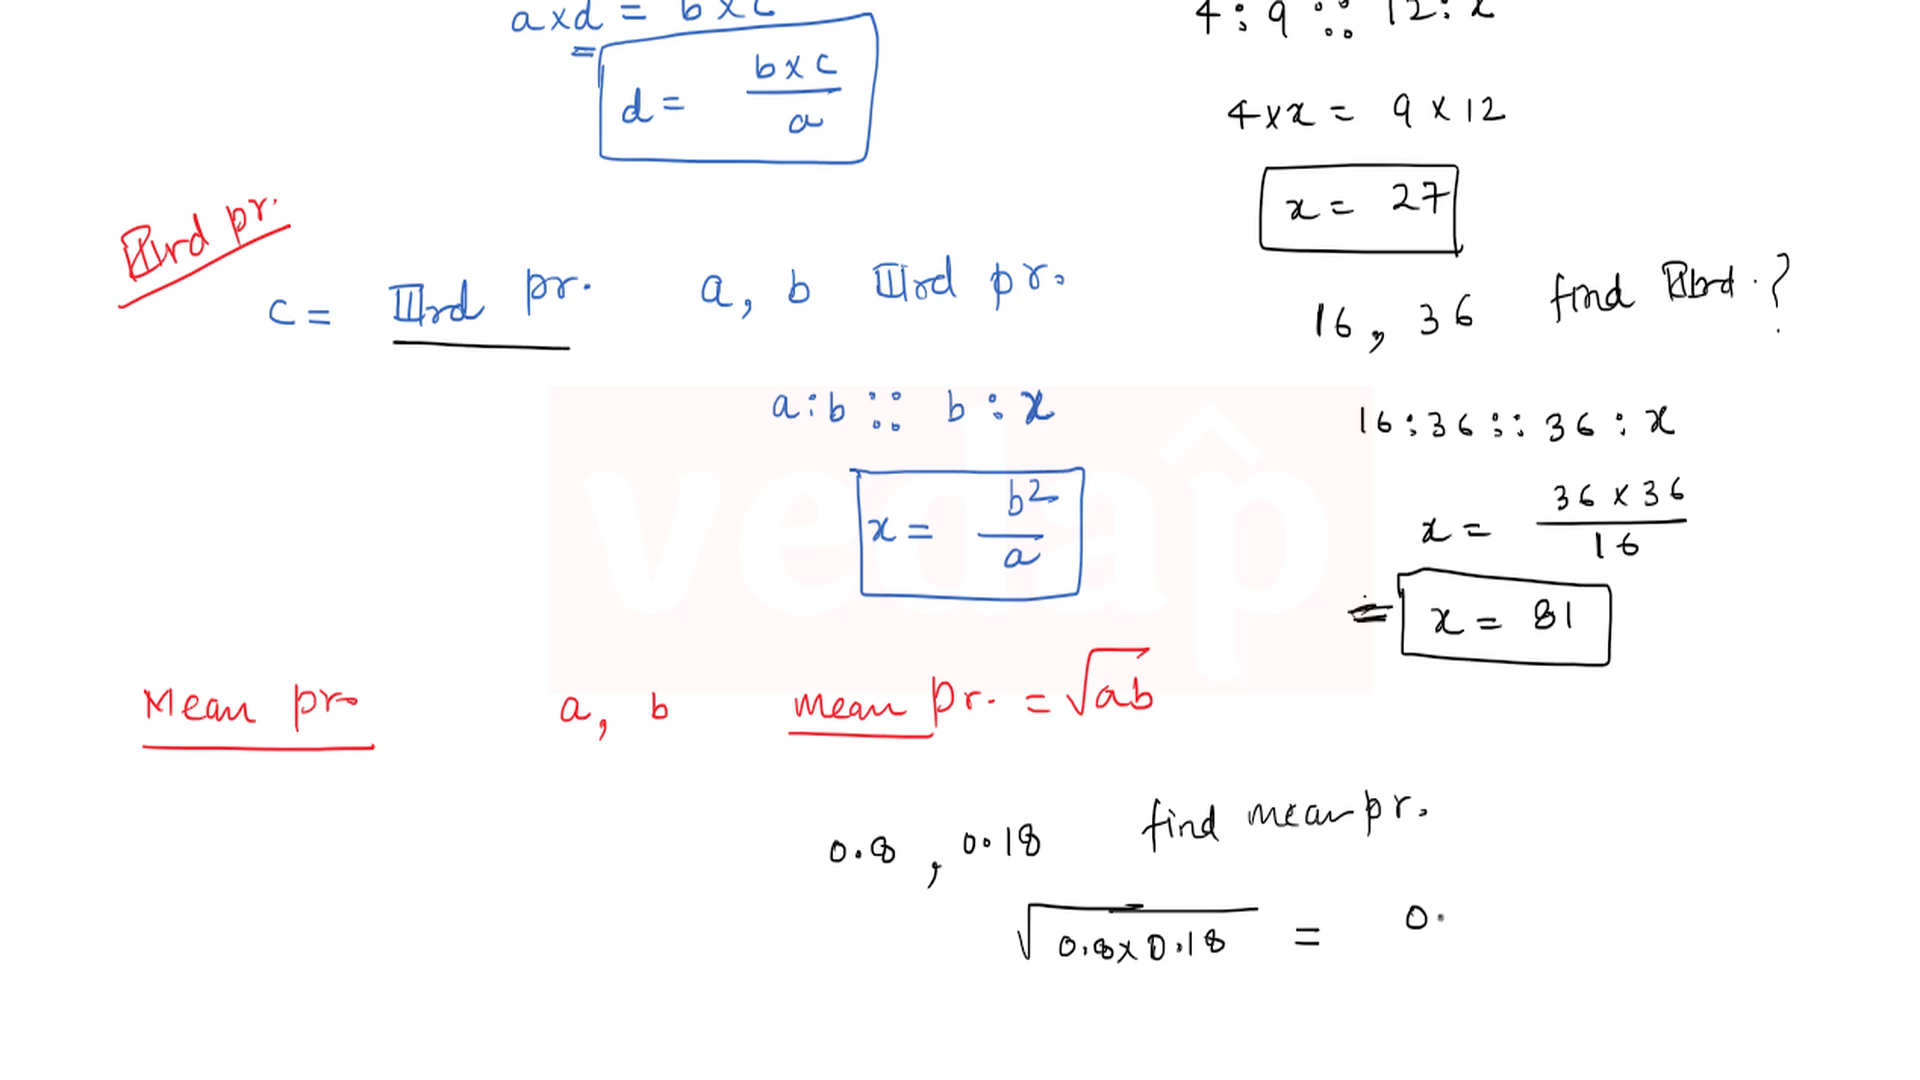 a x d = b x c
d = b x c / a
4 : 9 :: 12 : x
4 x x = 9 x 12
x = 27
IIIrd pr.
c = IIIrd pr. a, b IIIrd pr.
a : b :: b : x
x = b² / a
16, 36 find IIIrd . ?
16 : 36 :: 36 : x
x = 36 x 36 / 16
= x = 81
vedap
Mean pr. a, b mean pr. = √ab
0.8, 0.18 find mean pr.
√0.8 x 0.18 = 0.